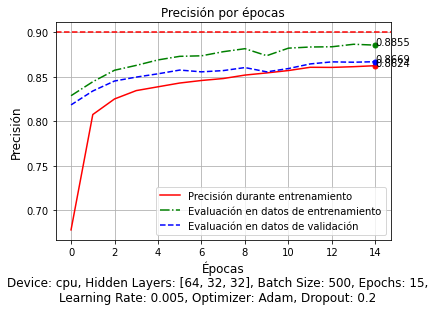 Precisión por épocas
Precisión
0.90
0.85
0.80
0.75
0.70
0.8855
0.8669
0.8624
Precisión durante entrenamiento
Evaluación en datos de entrenamiento
Evaluación en datos de validación
0 2 4 6 8 10 12 14
Épocas
Device: cpu, Hidden Layers: [64, 32, 32], Batch Size: 500, Epochs: 15,
Learning Rate: 0.005, Optimizer: Adam, Dropout: 0.2